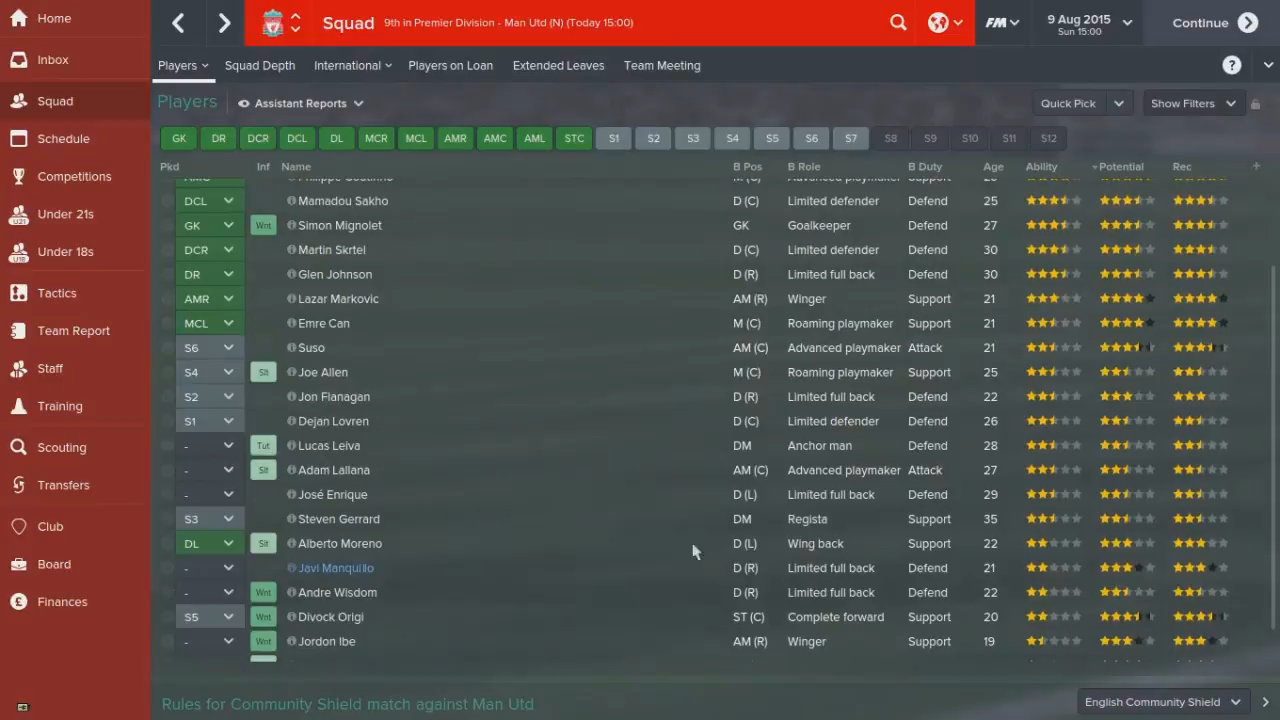 Home
Squad 9th in Premier Division - Man Utd (N) (Today 15:00) FM 9 Aug 2015 Sun 15:00 Continue
Inbox
Players Squad Depth International Players on Loan Extended Leaves Team Meeting ?
Squad
Players Assistant Reports Quick Pick Show Filters
Schedule
GK DR DCR DCL DL MCR MCL AMR AMC AML STC S1 S2 S3 S4 S5 S6 S7 S8 S9 S10 S11 S12
Pkd Inf Name B Pos B Role B Duty Age Ability Potential Rec +
Competitions
DCL Mamadou Sakho D (C) Limited defender Defend 25
Under 21s
GK Wnt Simon Mignolet GK Goalkeeper Defend 27
Under 18s
DCR Martin Skrtel D (C) Limited defender Defend 30
DR Glen Johnson D (R) Limited full back Defend 30
Tactics
AMR Lazar Markovic AM (R) Winger Support 21
Team Report
MCL Emre Can M (C) Roaming playmaker Support 21
S6 Suso AM (C) Advanced playmaker Attack 21
Staff
S4 Slt Joe Allen M (C) Roaming playmaker Support 25
S2 Jon Flanagan D (R) Limited full back Defend 22
Training
S1 Dejan Lovren D (C) Limited defender Defend 26
Scouting
- Tut Lucas Leiva DM Anchor man Defend 28
- Slt Adam Lallana AM (C) Advanced playmaker Attack 27
Transfers
- José Enrique D (L) Limited full back Defend 29
S3 Steven Gerrard DM Regista Support 35
Club
DL Slt Alberto Moreno D (L) Wing back Support 22
Board
- Javi Manquillo D (R) Limited full back Defend 21
- Wnt Andre Wisdom D (R) Limited full back Defend 22
Finances
S5 Wnt Divock Origi ST (C) Complete forward Support 20
- Wnt Jordon Ibe AM (R) Winger Support 19
Rules for Community Shield match against Man Utd English Community Shield